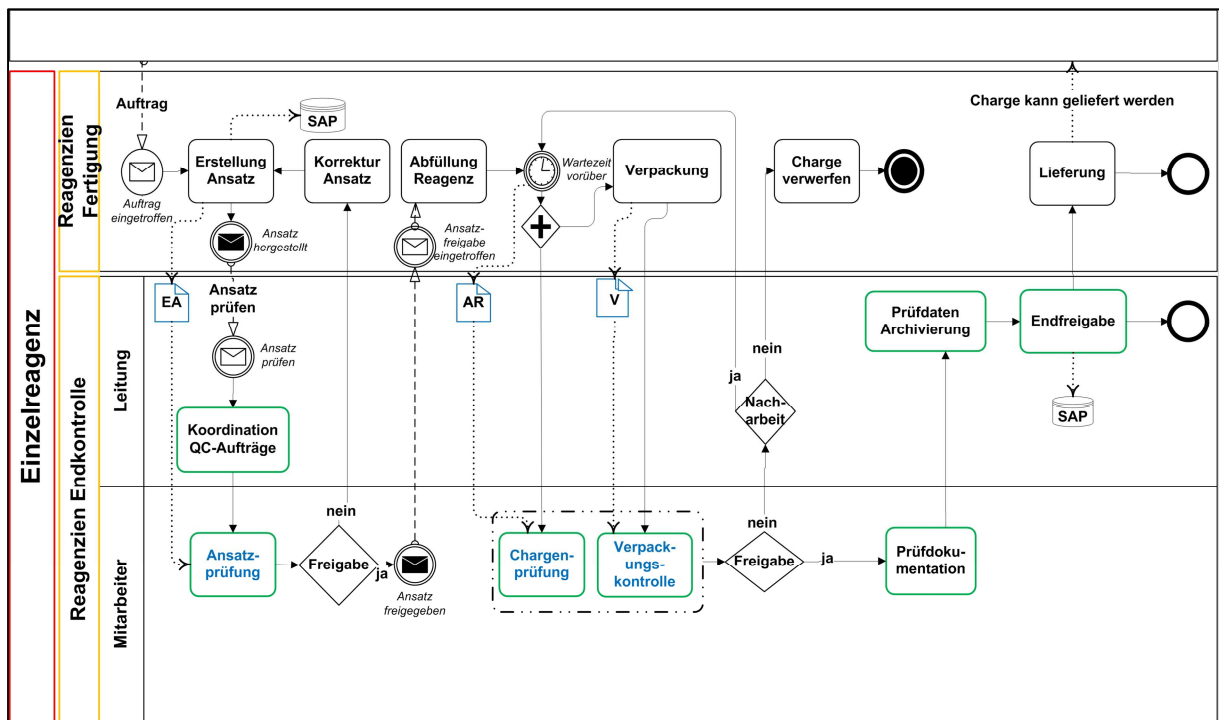 Einzelreagenz
Reagenzien
Fertigung
Auftrag
Auftrag
eingetroffen
Erstellung
Ansatz
SAP
Korrektur
Ansatz
Abfüllung
Reagenz
Wartezeit
vorüber
Verpackung
Charge
verwerfen
Charge kann geliefert werden
Lieferung
Ansatz
hergestellt
Ansatz-
freigabe
eingetroffen
Reagenzien Endkontrolle
Leitung
EA
Ansatz
prüfen
Ansatz
prüfen
AR
V
Koordination
QC-Aufträge
nein
ja
Nach-
arbeit
Prüfdaten
Archivierung
Endfreigabe
SAP
Mitarbeiter
Ansatz-
prüfung
nein
Freigabe
ja
Ansatz
freigegeben
Chargen-
prüfung
Verpack-
ungs-
kontrolle
nein
Freigabe
ja
Prüfdoku-
mentation